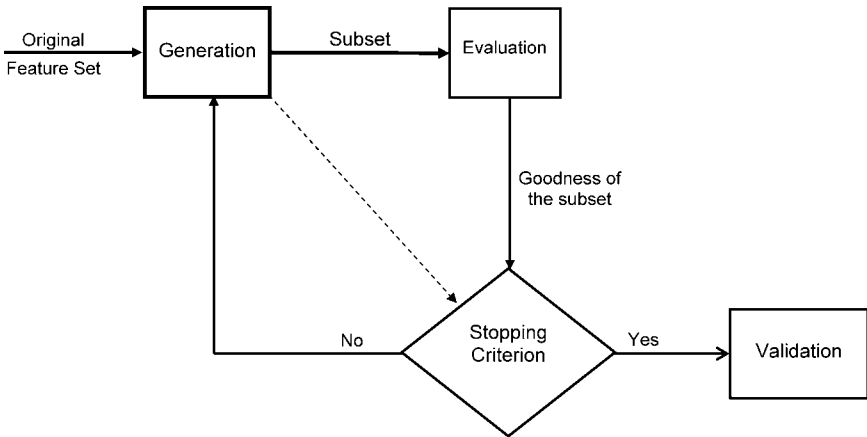 Original
Feature Set
Generation
Subset
Evaluation
Goodness of
the subset
No
Stopping
Criterion
Yes
Validation